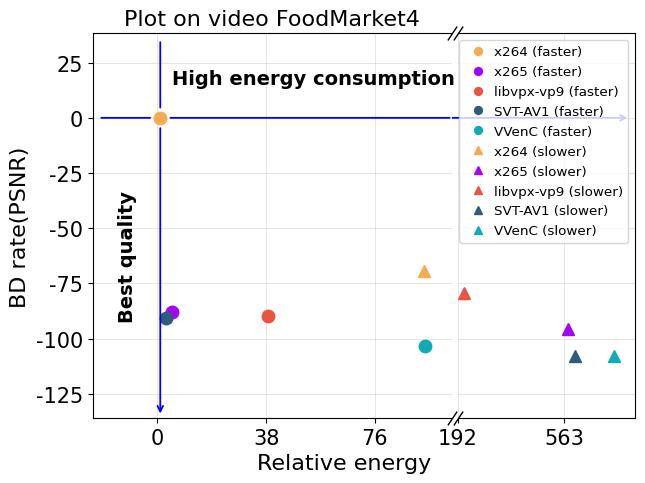 Plot on video FoodMarket4
High energy consumption
Best quality
x264 (faster)
x265 (faster)
libvpx-vp9 (faster)
SVT-AV1 (faster)
VVenC (faster)
x264 (slower)
x265 (slower)
libvpx-vp9 (slower)
SVT-AV1 (slower)
VVenC (slower)
BD rate(PSNR)
25
0
-25
-50
-75
-100
-125
0 38 76 192 563
Relative energy